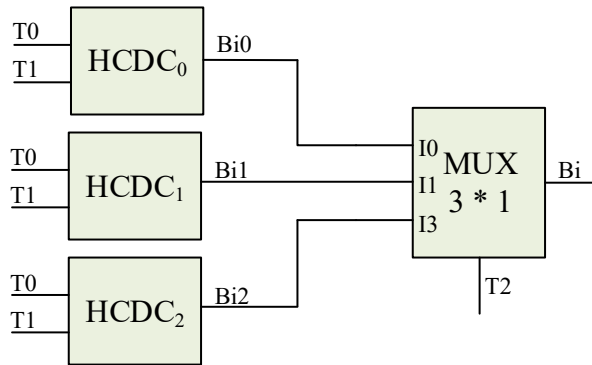 T0
T1
HCDC0
Bi0
T0
T1
HCDC1
Bi1
T0
T1
HCDC2
Bi2
I0
I1
I3
MUX
3 * 1
Bi
T2